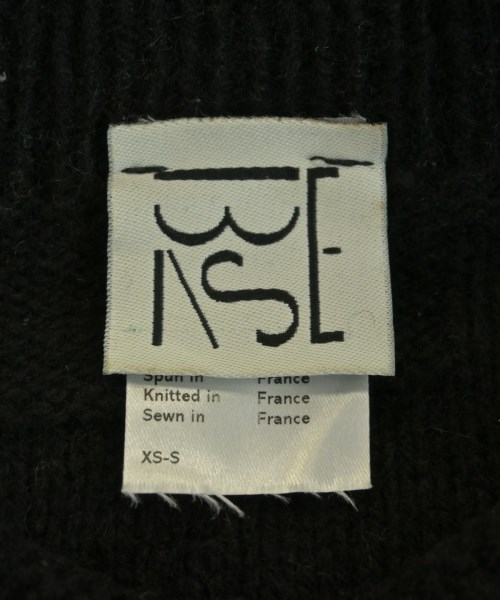 Spun in France
Knitted in France
Sewn in France
XS-S